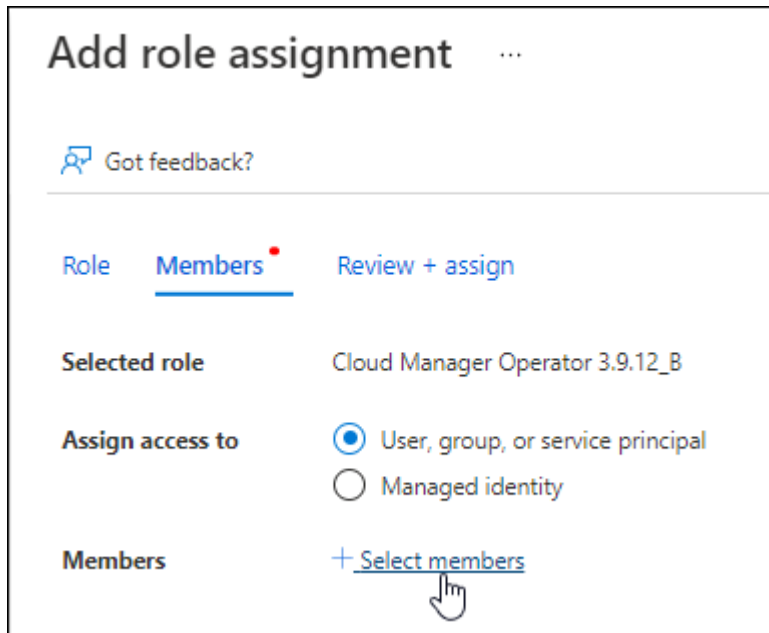 Add role assignment ...
Got feedback?
Role Members Review + assign
Selected role Cloud Manager Operator 3.9.12_B
Assign access to User, group, or service principal
Managed identity
Members + Select members